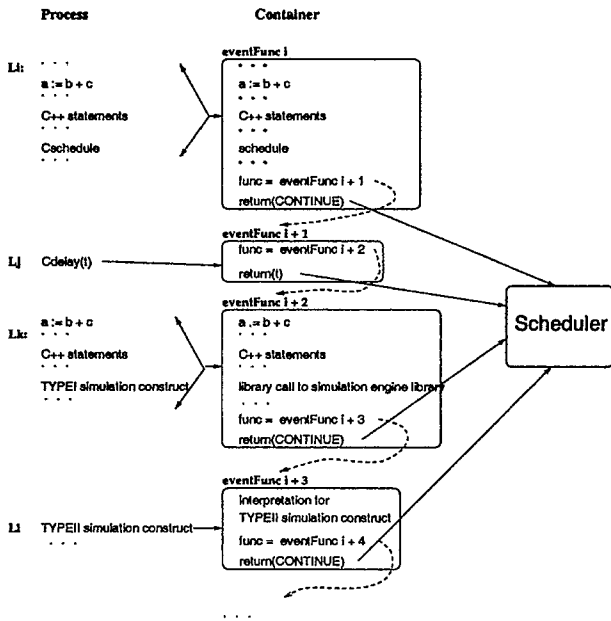 Process
Container
eventFunc i
Li:
. . .
a := b + c
. . .
C++ statements
. . .
Cschedule
. . .
. . .
a := b + c
. . .
C++ statements
. . .
schedule
. . .
func = eventFunc i + 1
return(CONTINUE)
eventFunc i + 1
Lj
Cdelay(t)
func = eventFunc i + 2
return(t)
eventFunc i + 2
Lk:
a := b + c
. . .
C++ statements
. . .
TYPEI simulation construct
. . .
a := b + c
. . .
C++ statements
. . .
library call to simulation engine library
. . .
func = eventFunc i + 3
return(CONTINUE)
Scheduler
eventFunc i + 3
Ll
TYPEII simulation construct
. . .
Interpretation for
TYPEII simulation construct
func = eventFunc i + 4
return(CONTINUE)
. . .